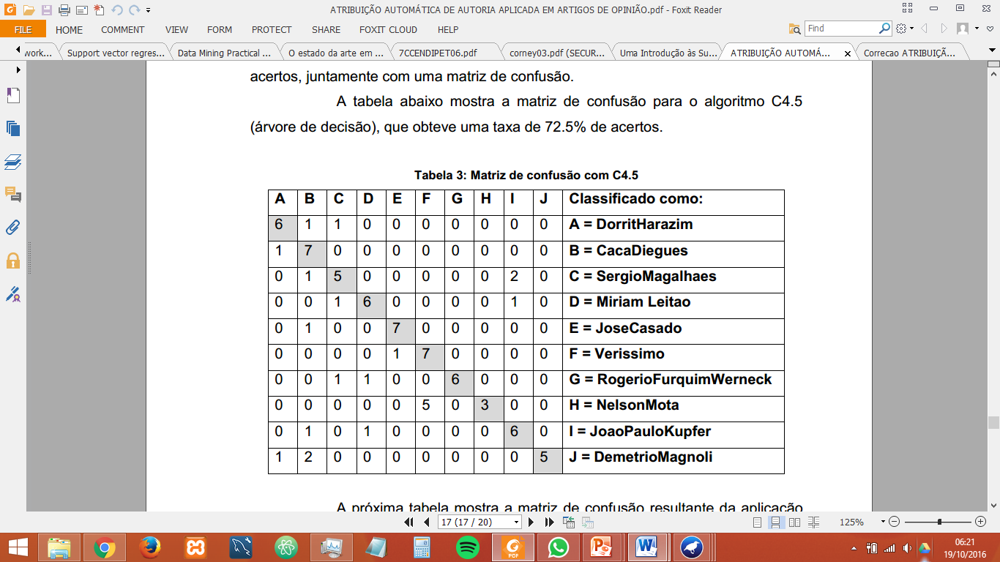 ATRIBUIÇÃO AUTOMÁTICA DE AUTORIA APLICADA EM ARTIGOS DE OPINIÃO.pdf - Foxit Reader
FILE HOME COMMENT VIEW FORM PROTECT SHARE FOXIT CLOUD HELP Find
work... Support vector regres... Data Mining Practical ... O estado da arte em ... 7CCENDIPET06.pdf corney03.pdf (SECUR... Uma Introdução às Su... ATRIBUIÇÃO AUTOMÁ... Correcao ATRIBUIÇÃ...
acertos, juntamente com uma matriz de confusão.
A tabela abaixo mostra a matriz de confusão para o algoritmo C4.5
(árvore de decisão), que obteve uma taxa de 72.5% de acertos.
Tabela 3: Matriz de confusão com C4.5
A B C D E F G H I J Classificado como:
6 1 1 0 0 0 0 0 0 0 A = DorritHarazim
1 7 0 0 0 0 0 0 0 0 B = CacaDiegues
0 1 5 0 0 0 0 0 2 0 C = SergioMagalhaes
0 0 1 6 0 0 0 0 1 0 D = Miriam Leitao
0 1 0 0 7 0 0 0 0 0 E = JoseCasado
0 0 0 0 1 7 0 0 0 0 F = Verissimo
0 0 1 1 0 0 6 0 0 0 G = RogerioFurquimWerneck
0 0 0 0 0 5 0 3 0 0 H = NelsonMota
0 1 0 1 0 0 0 0 6 0 I = JoaoPauloKupfer
1 2 0 0 0 0 0 0 0 5 J = DemetrioMagnoli
A próxima tabela mostra a matriz de confusão resultante da aplicação
17 (17 / 20) 125%
PDF
06:21
19/10/2016